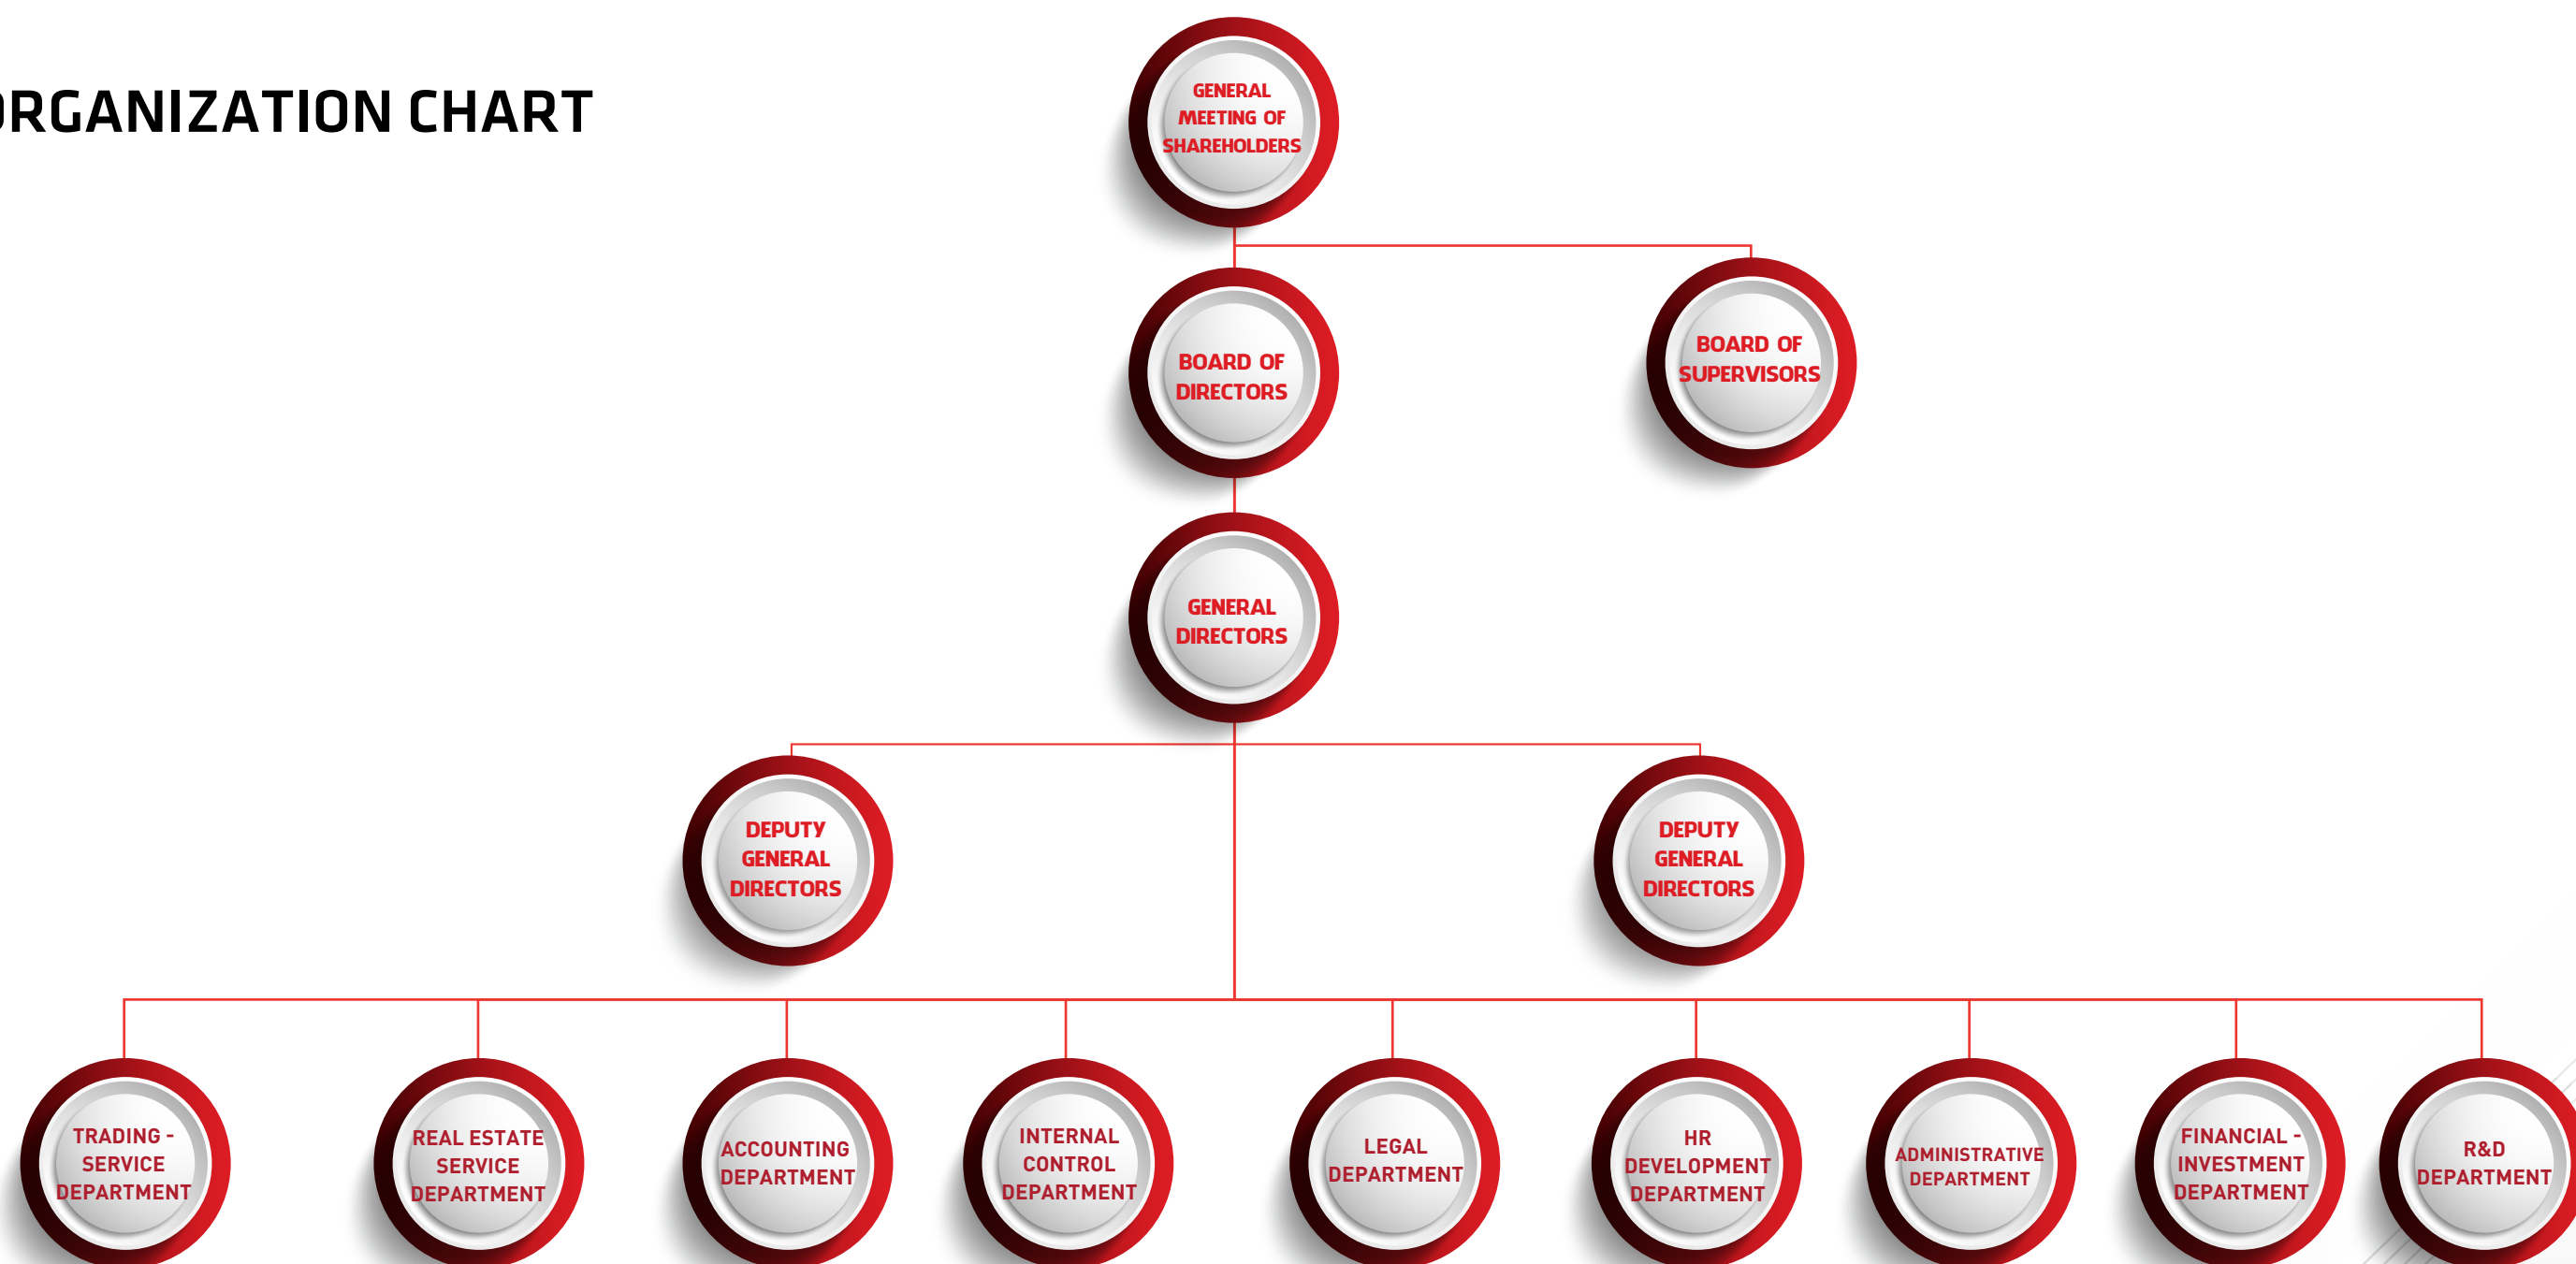 ORGANIZATION CHART
GENERAL
MEETING OF
SHAREHOLDERS
BOARD OF
DIRECTORS
BOARD OF
SUPERVISORS
GENERAL
DIRECTORS
DEPUTY
GENERAL
DIRECTORS
DEPUTY
GENERAL
DIRECTORS
TRADING -
SERVICE
DEPARTMENT
REAL ESTATE
SERVICE
DEPARTMENT
ACCOUNTING
DEPARTMENT
INTERNAL
CONTROL
DEPARTMENT
LEGAL
DEPARTMENT
HR
DEVELOPMENT
DEPARTMENT
ADMINISTRATIVE
DEPARTMENT
FINANCIAL -
INVESTMENT
DEPARTMENT
R&D
DEPARTMENT